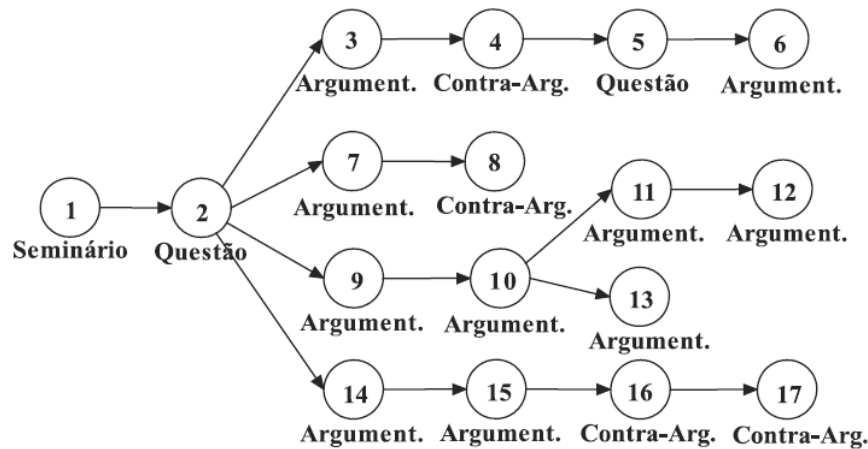 3 4 5 6
Argument. Contra-Arg. Questão Argument.
7 8
Argument. Contra-Arg.
11 12
Argument. Argument.
1 2
Seminário Questão
9 10
Argument. Argument.
13
Argument.
14 15 16 17
Argument. Argument. Contra-Arg. Contra-Arg.